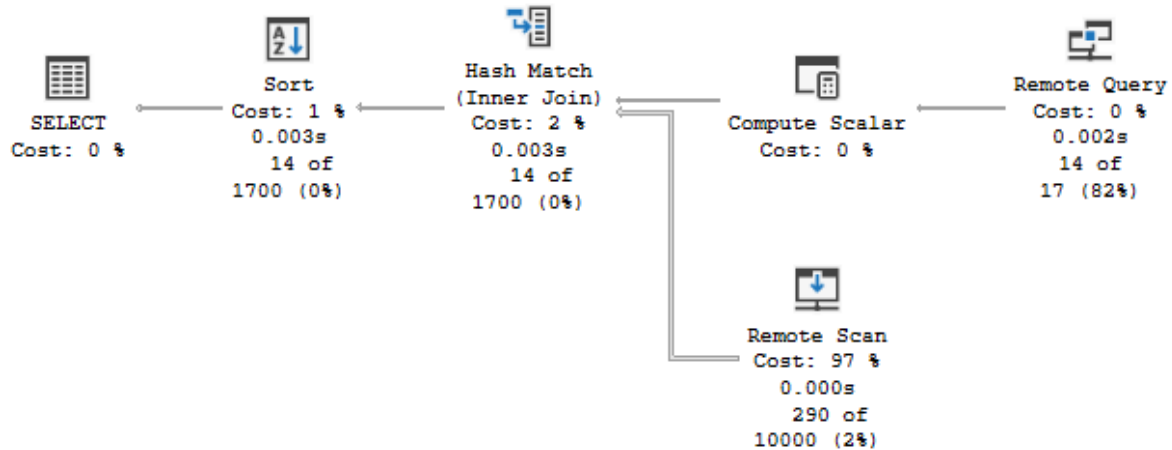 SELECT
Cost: 0 %
Sort
Cost: 1 %
0.003s
14 of
1700 (0%)
Hash Match
(Inner Join)
Cost: 2 %
0.003s
14 of
1700 (0%)
Compute Scalar
Cost: 0 %
Remote Query
Cost: 0 %
0.002s
14 of
17 (82%)
Remote Scan
Cost: 97 %
0.000s
290 of
10000 (2%)